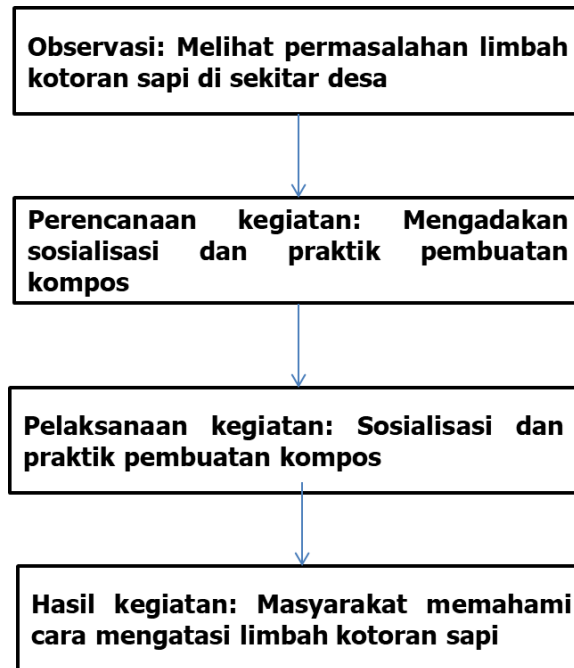 Observasi: Melihat permasalahan limbah
kotoran sapi di sekitar desa
Perencanaan kegiatan: Mengadakan
sosialisasi dan praktik pembuatan
kompos
Pelaksanaan kegiatan: Sosialisasi dan
praktik pembuatan kompos
Hasil kegiatan: Masyarakat memahami
cara mengatasi limbah kotoran sapi